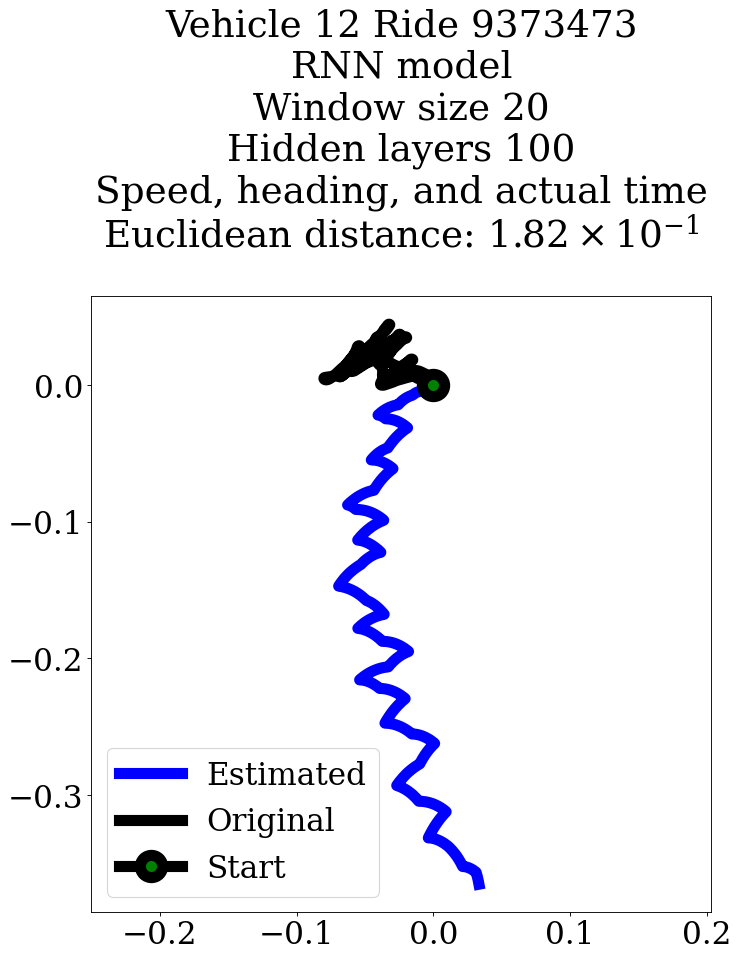 Vehicle 12 Ride 9373473
RNN model
Window size 20
Hidden layers 100
Speed, heading, and actual time
Euclidean distance: 1.82 × 10⁻¹
0.0
−0.1
−0.2
−0.3
Estimated
Original
Start
−0.2
−0.1
0.0
0.1
0.2